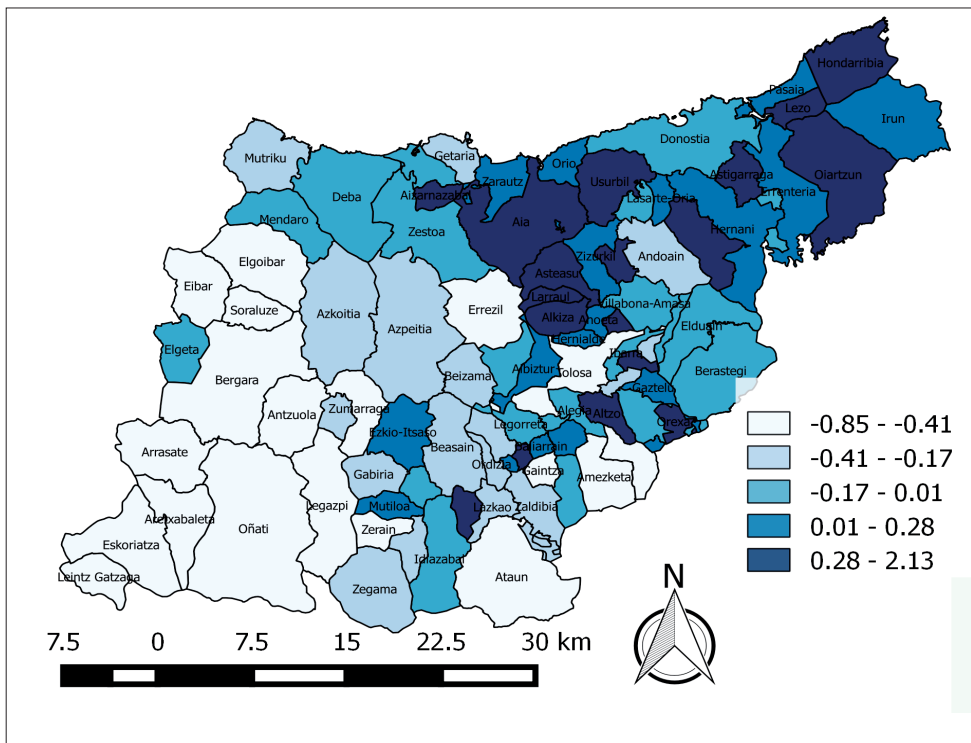 Hondarribia
Pasaia
Lezo
Irun
Donostia
Mutriku
Getaria
Orio
Astigarraga
Oiartzun
Zarautz
Usurbil
Errenteria
Deba
Aizarnazabal
Lasarte-Oria
Mendaro
Aia
Hernani
Zestoa
Zizurkil
Andoain
Elgoibar
Asteasu
Eibar
Larraul
Villabona-Amasa
Soraluze
Azkoitia
Azpeitia
Errezil
Alkiza
Anoeta
Elduain
Hernialde
Elgeta
Ibarra
Bergara
Beizama
Albiztur
Tolosa
Berastegi
Gaztelu
Antzuola
Zumarraga
Alegia
Altzo
Orexa
Legorreta
Ezkio-Itsaso
Arrasate
Beasain
Baliarrain
Ordizia
Gabiria
Gaintza
Amezketa
Legazpi
Mutiloa
Lazkao
Zaldibia
Aretxabaleta
Oñati
Zerain
Eskoriatza
Idiazabal
Leintz Gatzaga
Zegama
Ataun
-0.85 - -0.41
-0.41 - -0.17
-0.17 - 0.01
0.01 - 0.28
0.28 - 2.13
N
7.5 0 7.5 15 22.5 30 km